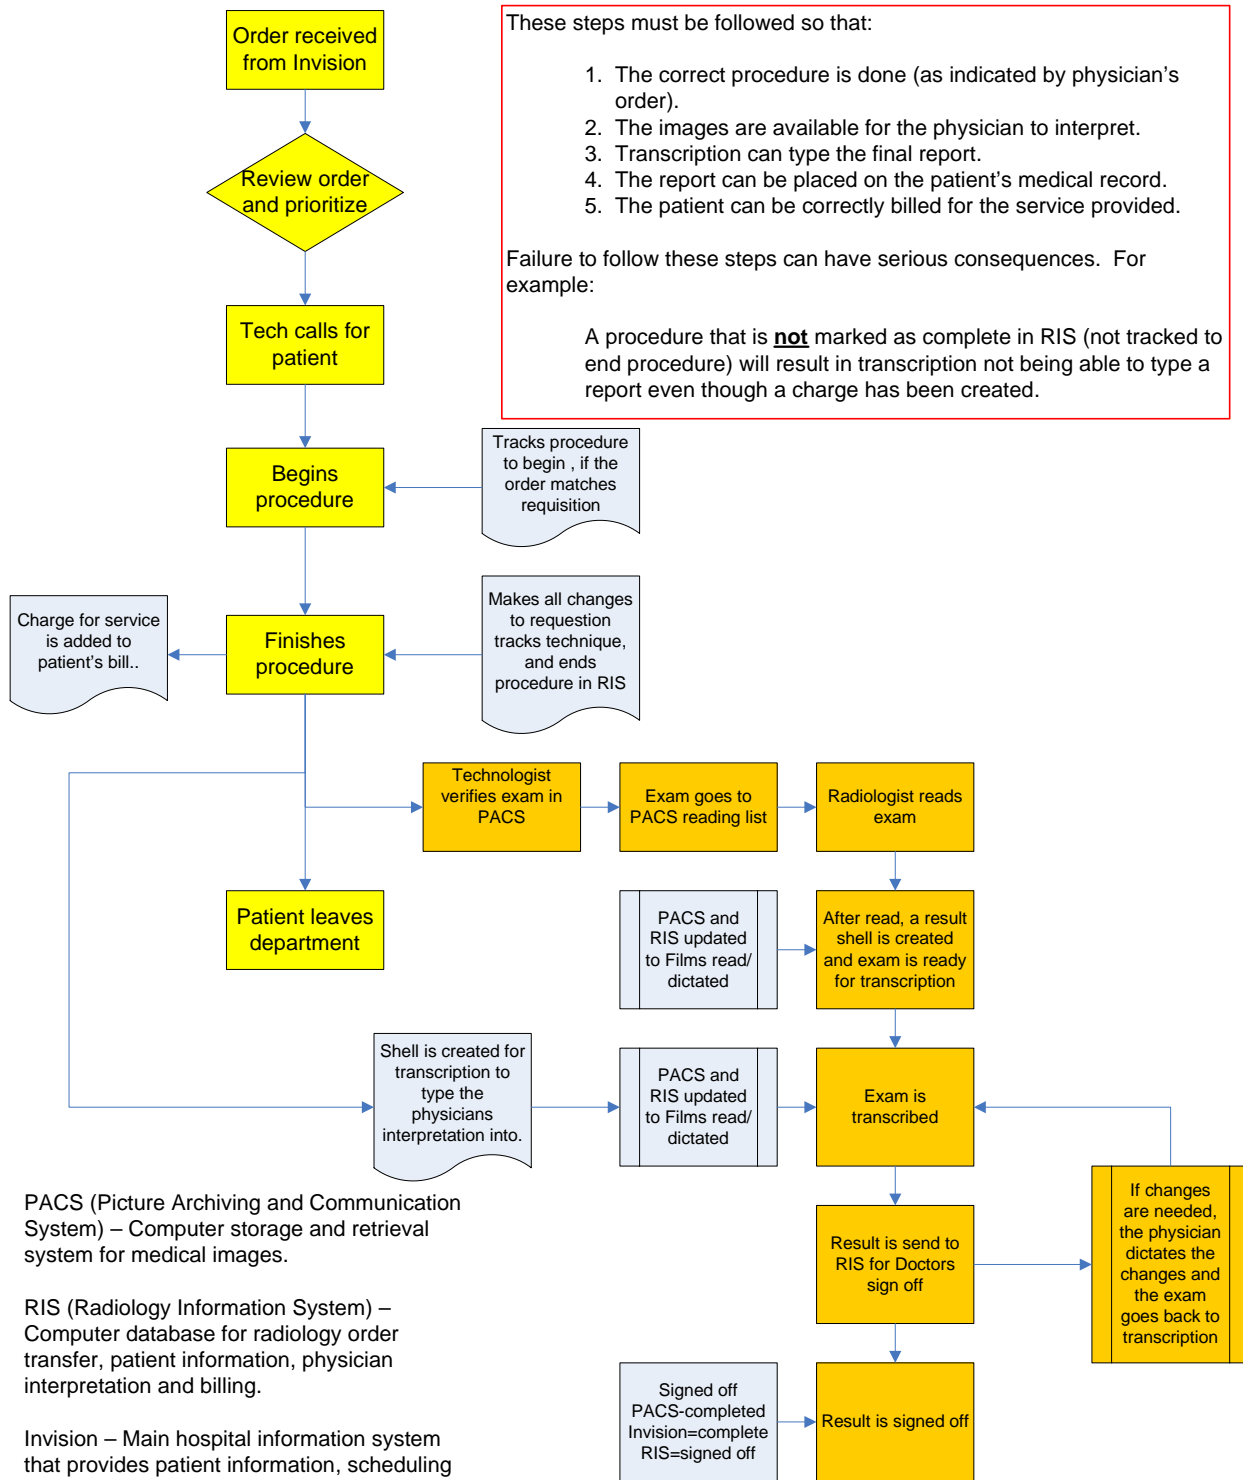 Order received
from Invision
These steps must be followed so that:
1. The correct procedure is done (as indicated by physician's
order).
2. The images are available for the physician to interpret.
3. Transcription can type the final report.
4. The report can be placed on the patient's medical record.
5. The patient can be correctly billed for the service provided.
Failure to follow these steps can have serious consequences. For
example:
A procedure that is not marked as complete in RIS (not tracked to
end procedure) will result in transcription not being able to type a
report even though a charge has been created.
Review order
and prioritize
Tech calls for
patient
Begins
procedure
Tracks procedure
to begin , if the
order matches
requisition
Charge for service
is added to
patient's bill..
Finishes
procedure
Makes all changes
to requestion
tracks technique,
and ends
procedure in RIS
Technologist
verifies exam in
PACS
Exam goes to
PACS reading list
Radiologist reads
exam
Patient leaves
department
PACS and
RIS updated
to Films read/
dictated
After read, a result
shell is created
and exam is ready
for transcription
Shell is created for
transcription to
type the
physicians
interpretation into.
PACS and
RIS updated
to Films read/
dictated
Exam is
transcribed
PACS (Picture Archiving and Communication
System) – Computer storage and retrieval
system for medical images.
Result is send to
RIS for Doctors
sign off
If changes
are needed,
the physician
dictates the
changes and
the exam
goes back to
transcription
RIS (Radiology Information System) –
Computer database for radiology order
transfer, patient information, physician
interpretation and billing.
Signed off
PACS-completed
Invision=complete
RIS=signed off
Result is signed off
Invision – Main hospital information system
that provides patient information, scheduling